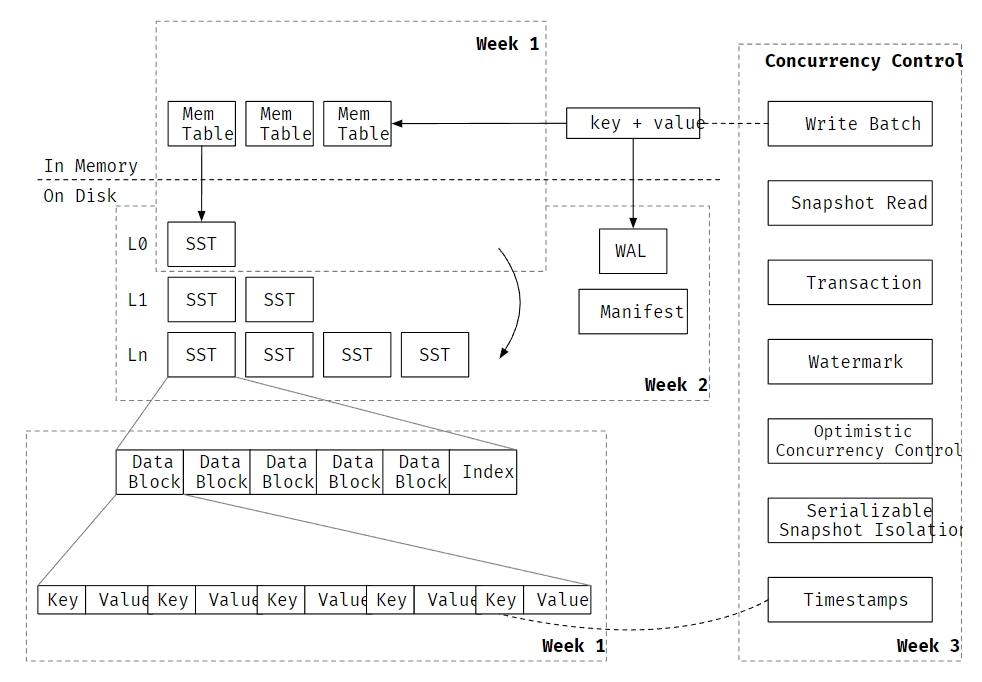 Week 1
Concurrency Control
Mem
Table
Mem
Table
Mem
Table
key + value
Write Batch
In Memory
On Disk
Snapshot Read
L0
SST
WAL
Transaction
L1
SST
SST
Manifest
Ln
SST
SST
SST
SST
Watermark
Week 2
Optimistic
Concurrency Control
Data
Block
Data
Block
Data
Block
Data
Block
Data
Block
Index
Serializable
Snapshot Isolation
Key
Value
Key
Value
Key
Value
Key
Value
Key
Value
Timestamps
Week 1
Week 3